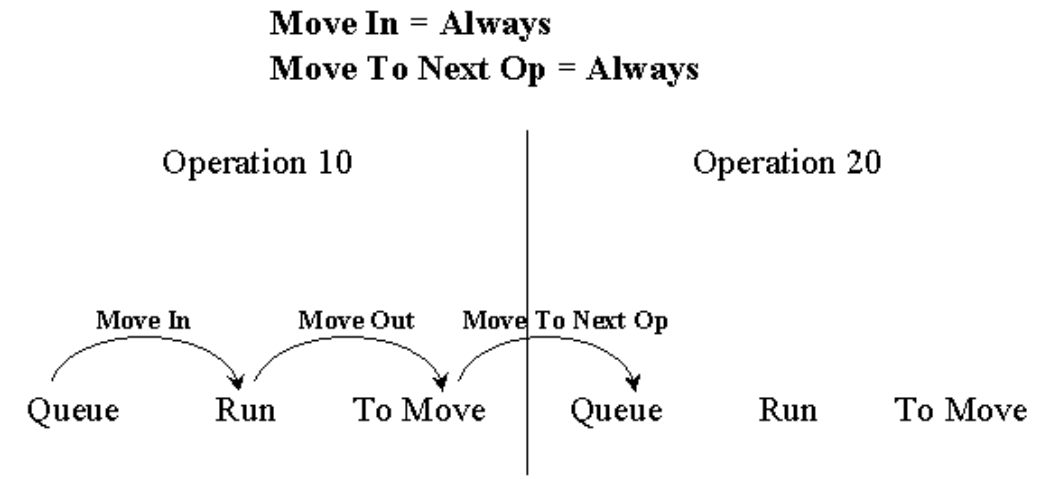 Move In = Always
Move To Next Op = Always
Operation 10
Operation 20
Move In
Move Out
Move To Next Op
Queue
Run
To Move
Queue
Run
To Move